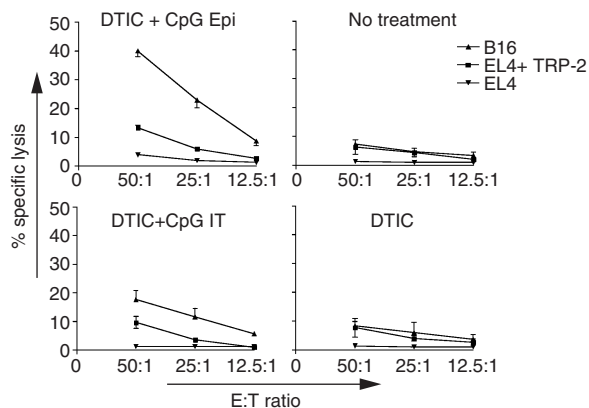 DTIC + CpG Epi
50
40
30
20
10
0
0 50:1 25:1 12.5:1
No treatment
B16
EL4+ TRP-2
EL4
0 50:1 25:1 12.5:1
% specific lysis
DTIC+CpG IT
50
40
30
20
10
0
0 50:1 25:1 12.5:1
DTIC
0 50:1 25:1 12.5:1
E:T ratio